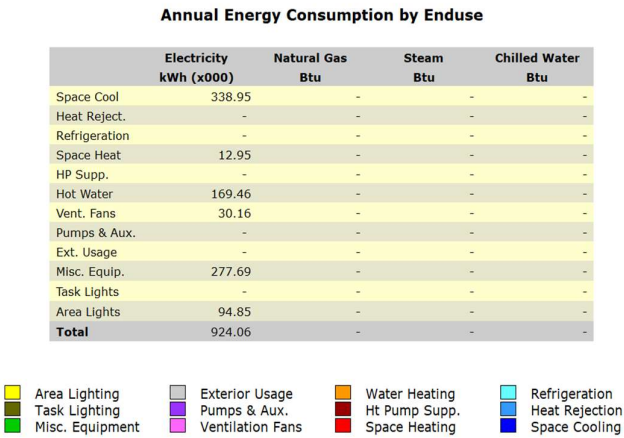 Annual Energy Consumption by Enduse
Electricity Natural Gas Steam Chilled Water
kWh (x000) Btu Btu Btu
Space Cool 338.95 - - -
Heat Reject. - - - -
Refrigeration - - - -
Space Heat 12.95 - - -
HP Supp. - - - -
Hot Water 169.46 - - -
Vent. Fans 30.16 - - -
Pumps & Aux. - - - -
Ext. Usage - - - -
Misc. Equip. 277.69 - - -
Task Lights - - - -
Area Lights 94.85 - - -
Total 924.06 - - -
Area Lighting Exterior Usage Water Heating Refrigeration
Task Lighting Pumps & Aux. Ht Pump Supp. Heat Rejection
Misc. Equipment Ventilation Fans Space Heating Space Cooling